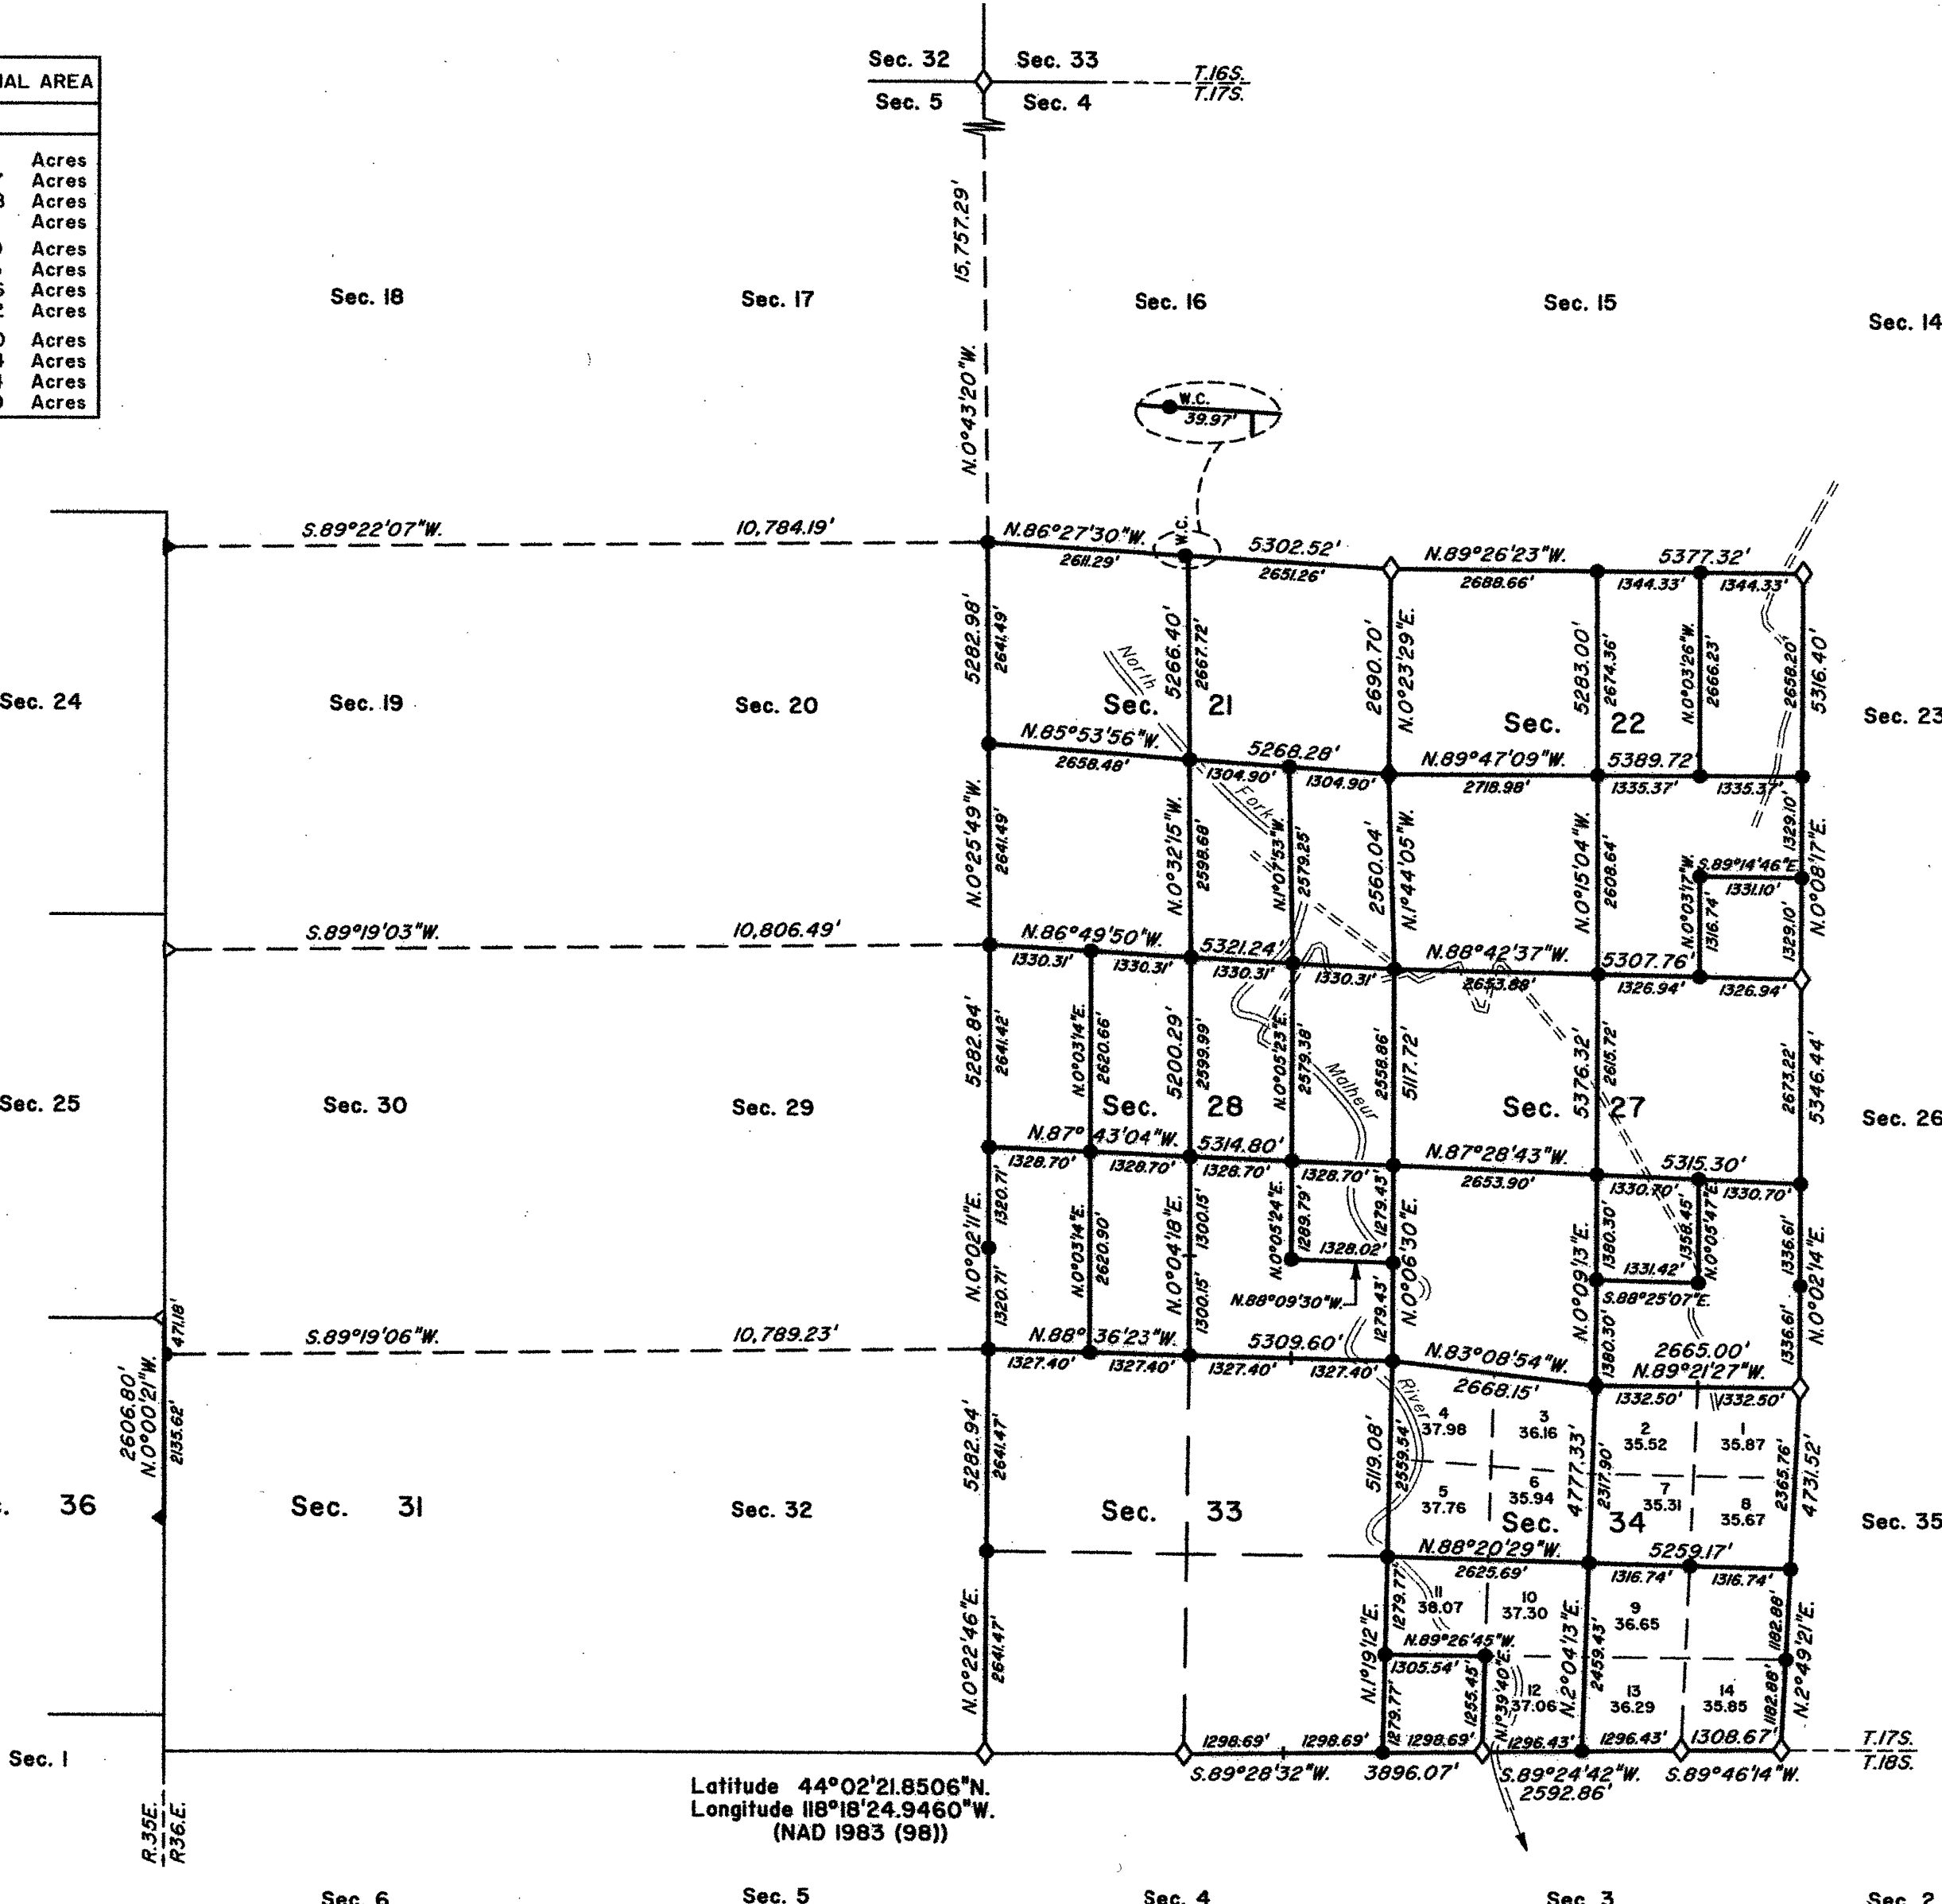 Sec. 32 Sec. 33
T.16S.
Sec. 5 Sec. 4
T.17S.
AL AREA
Acres
Acres
Acres
Acres
Acres
Acres
Acres
Acres
Acres
Acres
Acres
Acres
15,757.29'
N.0°43'20"W.
Sec. 18 Sec. 17 Sec. 16 Sec. 15 Sec. 14
W.C.
39.97'
W.C.
S.89°22'07"W. 10,784.19'
N.86°27'30"W. 5302.52'
2611.29' 2651.26'
N.89°26'23"W. 5377.32'
2688.66' 1344.33' 1344.33'
5282.98'
2641.49'
5266.40'
2667.72'
2690.70'
N.0°23'29"E.
5283.00'
2674.36'
N.0°03'26"W.
2666.23'
2658.20'
5316.40'
North
Sec. 24 Sec. 19 Sec. 20 Sec. 21 Sec. 22 Sec. 23
N.85°53'56"W. 5268.28'
2658.48' 1304.90' 1304.90'
N.89°47'09"W. 5389.72'
2718.98' 1335.37' 1335.37'
Fork
N.0°25'49"W.
2641.49'
N.0°32'15"W.
2598.68'
N.1°07'53"W.
2579.25'
2560.04'
N.1°44'05"W.
N.0°15'04"W.
2608.64'
1329.10'
N.0°08'17"E.
S.89°14'46"E.
1331.10'
N.0°03'17"W.
1316.74'
1329.10'
S.89°19'03"W. 10,806.49'
N.86°49'50"W. 5321.24'
1330.31' 1330.31' 1330.31' 1330.31'
N.88°42'37"W. 5307.76'
2653.88' 1326.94' 1326.94'
5282.84'
2641.42'
N.0°03'14"E.
2620.66'
5200.29'
2599.99'
N.0°05'23"E.
2579.38'
2558.86'
5117.72'
5376.32'
2615.72'
2673.22'
5346.44'
Malheur
Sec. 25 Sec. 30 Sec. 29 Sec. 28 Sec. 27 Sec. 26
N.87°43'04"W. 5314.80'
1328.70' 1328.70' 1328.70' 1328.70'
N.87°28'43"W. 5315.30'
2653.90' 1330.70' 1330.70'
N.0°02'11"E.
1320.71'
1320.71'
N.0°03'14"E.
2620.90'
N.0°04'18"E.
1300.15'
1300.15'
N.0°05'24"E.
1289.79'
1328.02'
N.88°09'30"W.
1279.43'
1279.43'
N.0°06'30"E.
N.0°09'13"E.
1380.30'
1380.30'
1358.45'
N.0°05'47"E.
1331.42'
S.88°25'07"E.
1336.61'
1336.61'
N.0°02'14"E.
471.18'
2606.80'
N.0°00'21"W.
2135.62'
S.89°19'06"W. 10,789.23'
N.88°36'23"W. 5309.60'
1327.40' 1327.40' 1327.40' 1327.40'
N.83°08'54"W.
2668.15'
2665.00'
N.89°21'27"W.
1332.50' 1332.50'
River
5282.94'
2641.47'
5119.08'
2559.54'
4777.33'
2317.90'
2365.76'
4731.52'
4 3 2 1
37.98 36.16 35.52 35.87
5 6 7 8
37.76 35.94 35.31 35.67
36 Sec. 31 Sec. 32 Sec. 33 Sec. 34 Sec. 35
N.88°20'29"W. 5259.17'
2625.69' 1316.74' 1316.74'
11 10 9
38.07 37.30 36.65
N.0°22'46"E.
2641.47'
N.1°19'12"E.
1279.77'
1279.77'
N.89°26'45"W.
1305.54'
1255.45'
N.1°39'40"E.
N.2°04'13"E.
2459.43'
1182.88'
1182.88'
N.2°49'21"E.
12 13 14
37.06 36.29 35.85
Sec. 1
1298.69' 1298.69' 1298.69' 1296.43' 1296.43' 1308.67'
T.17S.
T.18S.
S.89°28'32"W. 3896.07' S.89°24'42"W. S.89°46'14"W.
2592.86'
Latitude 44°02'21.8506"N.
Longitude 118°18'24.9460"W.
(NAD 1983 (98))
R.35E.
R.36.E.
Sec. 6 Sec. 5 Sec. 4 Sec. 3 Sec. 2